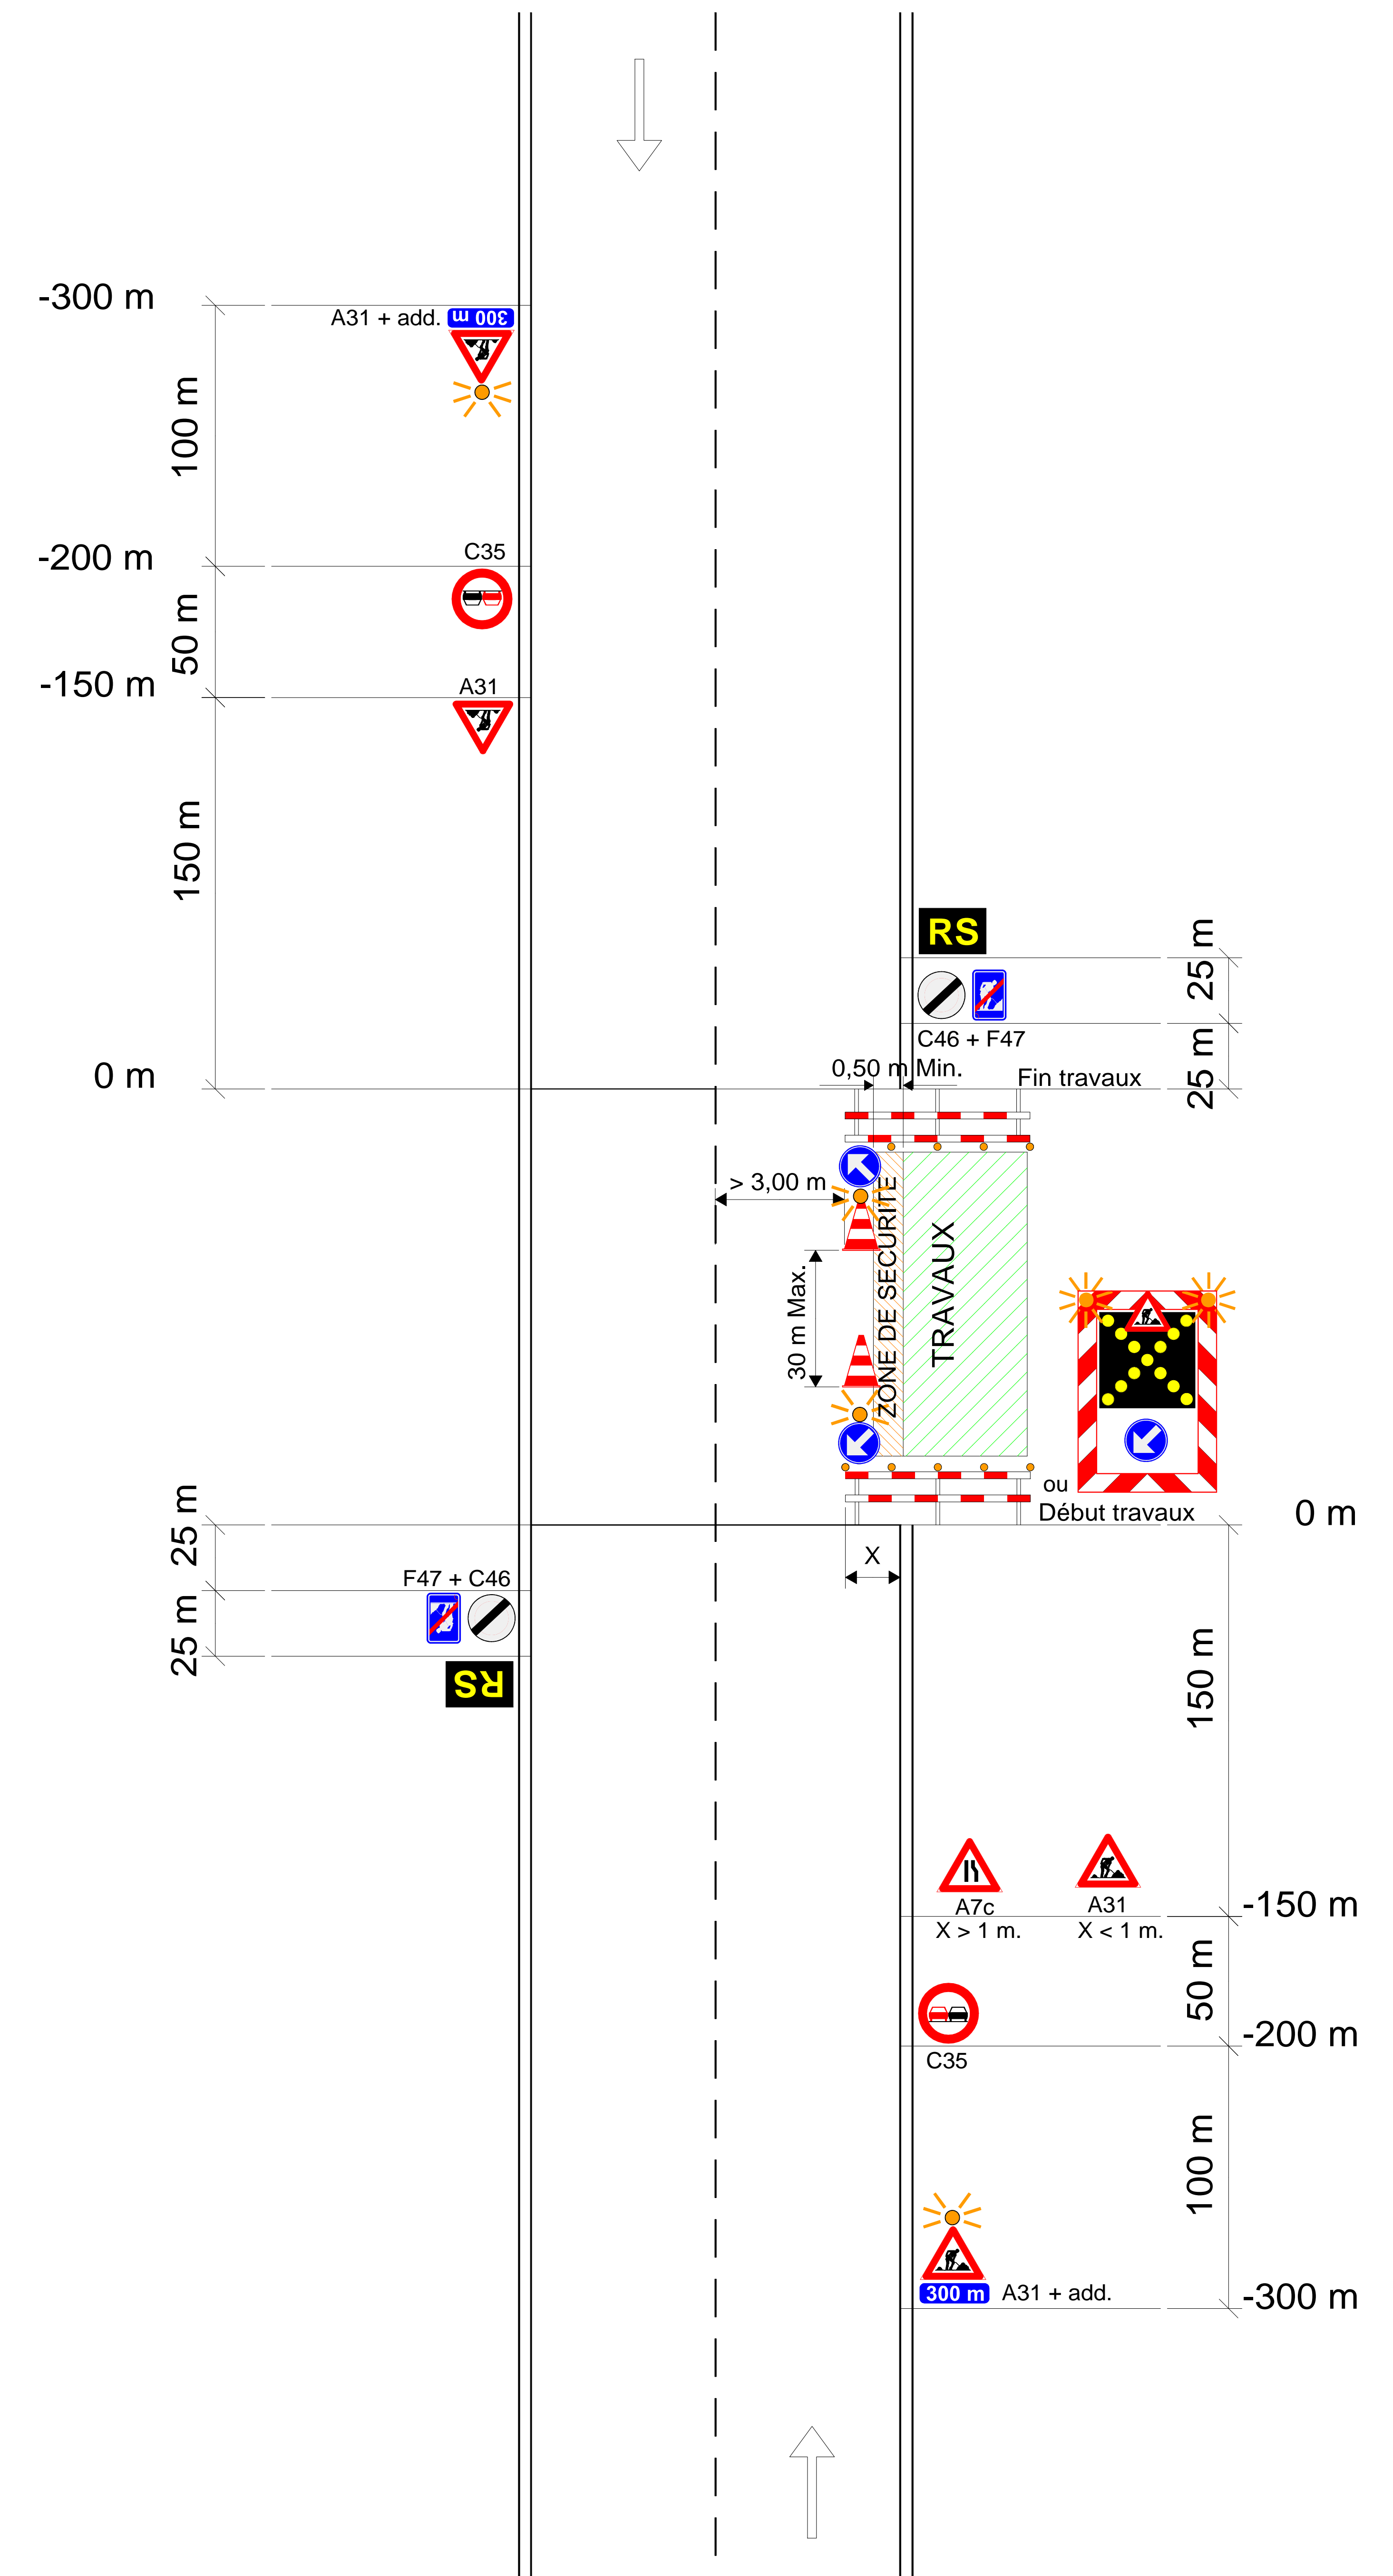 -300 m
A31 + add.
300 m
100 m
-200 m
C35
50 m
-150 m
A31
150 m
RS
25 m
C46 + F47
25 m
0,50 m Min.
Fin travaux
0 m
> 3,00 m
ZONE DE SECURITE
TRAVAUX
30 m Max.
ou
Début travaux
0 m
25 m
X
F47 + C46
25 m
RS
150 m
A7c
X > 1 m.
A31
X < 1 m.
-150 m
50 m
-200 m
C35
100 m
300 m
A31 + add.
-300 m